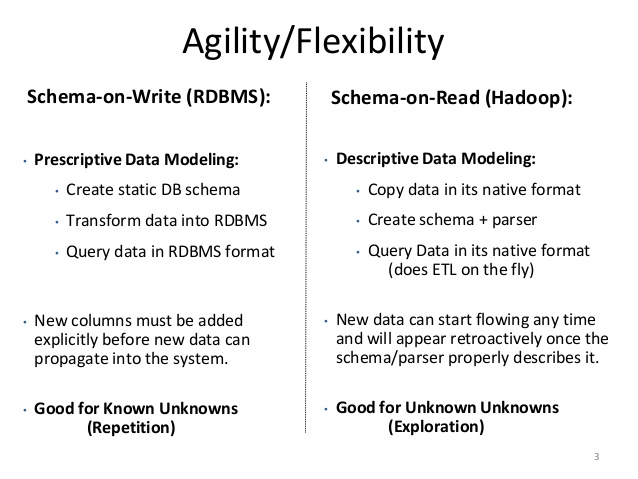 Agility/Flexibility
Schema-on-Write (RDBMS):
• Prescriptive Data Modeling:
• Create static DB schema
• Transform data into RDBMS
• Query data in RDBMS format
• New columns must be added
explicitly before new data can
propagate into the system.
• Good for Known Unknowns
(Repetition)
Schema-on-Read (Hadoop):
• Descriptive Data Modeling:
• Copy data in its native format
• Create schema + parser
• Query Data in its native format
(does ETL on the fly)
• New data can start flowing any time
and will appear retroactively once the
schema/parser properly describes it.
• Good for Unknown Unknowns
(Exploration)
3